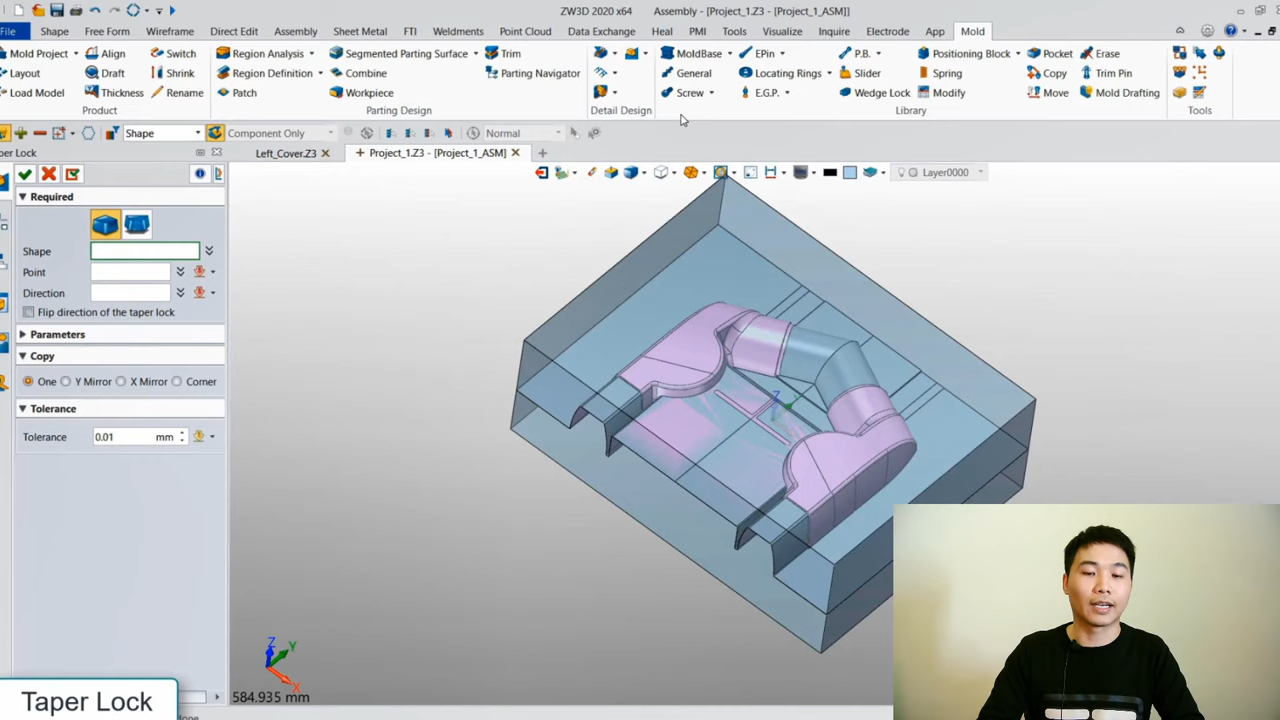 ZW3D 2020 x64 Assembly - [Project_1.Z3 - [Project_1_ASM]]
File Shape Free Form Wireframe Direct Edit Assembly Sheet Metal FTI Weldments Point Cloud Data Exchange Heal PMI Tools Visualize Inquire Electrode App Mold
Mold Project Align Switch Region Analysis Segmented Parting Surface Trim MoldBase EPin P.B. Positioning Block Pocket Erase
Layout Draft Shrink Region Definition Combine Parting Navigator General Locating Rings Slider Spring Copy Trim Pin
Load Model Thickness Rename Patch Workpiece Screw E.G.P. Wedge Lock Modify Move Mold Drafting
Product Parting Design Detail Design Library Tools
Shape Component Only Normal
per Lock Left_Cover.Z3 Project_1.Z3 - [Project_1_ASM]
Layer0000
Required
Shape
Point
Direction
Flip direction of the taper lock
Parameters
Copy
One Y Mirror X Mirror Corner
Tolerance
Tolerance 0.01 mm
Z
Z
Y
X
584.935 mm
Taper Lock